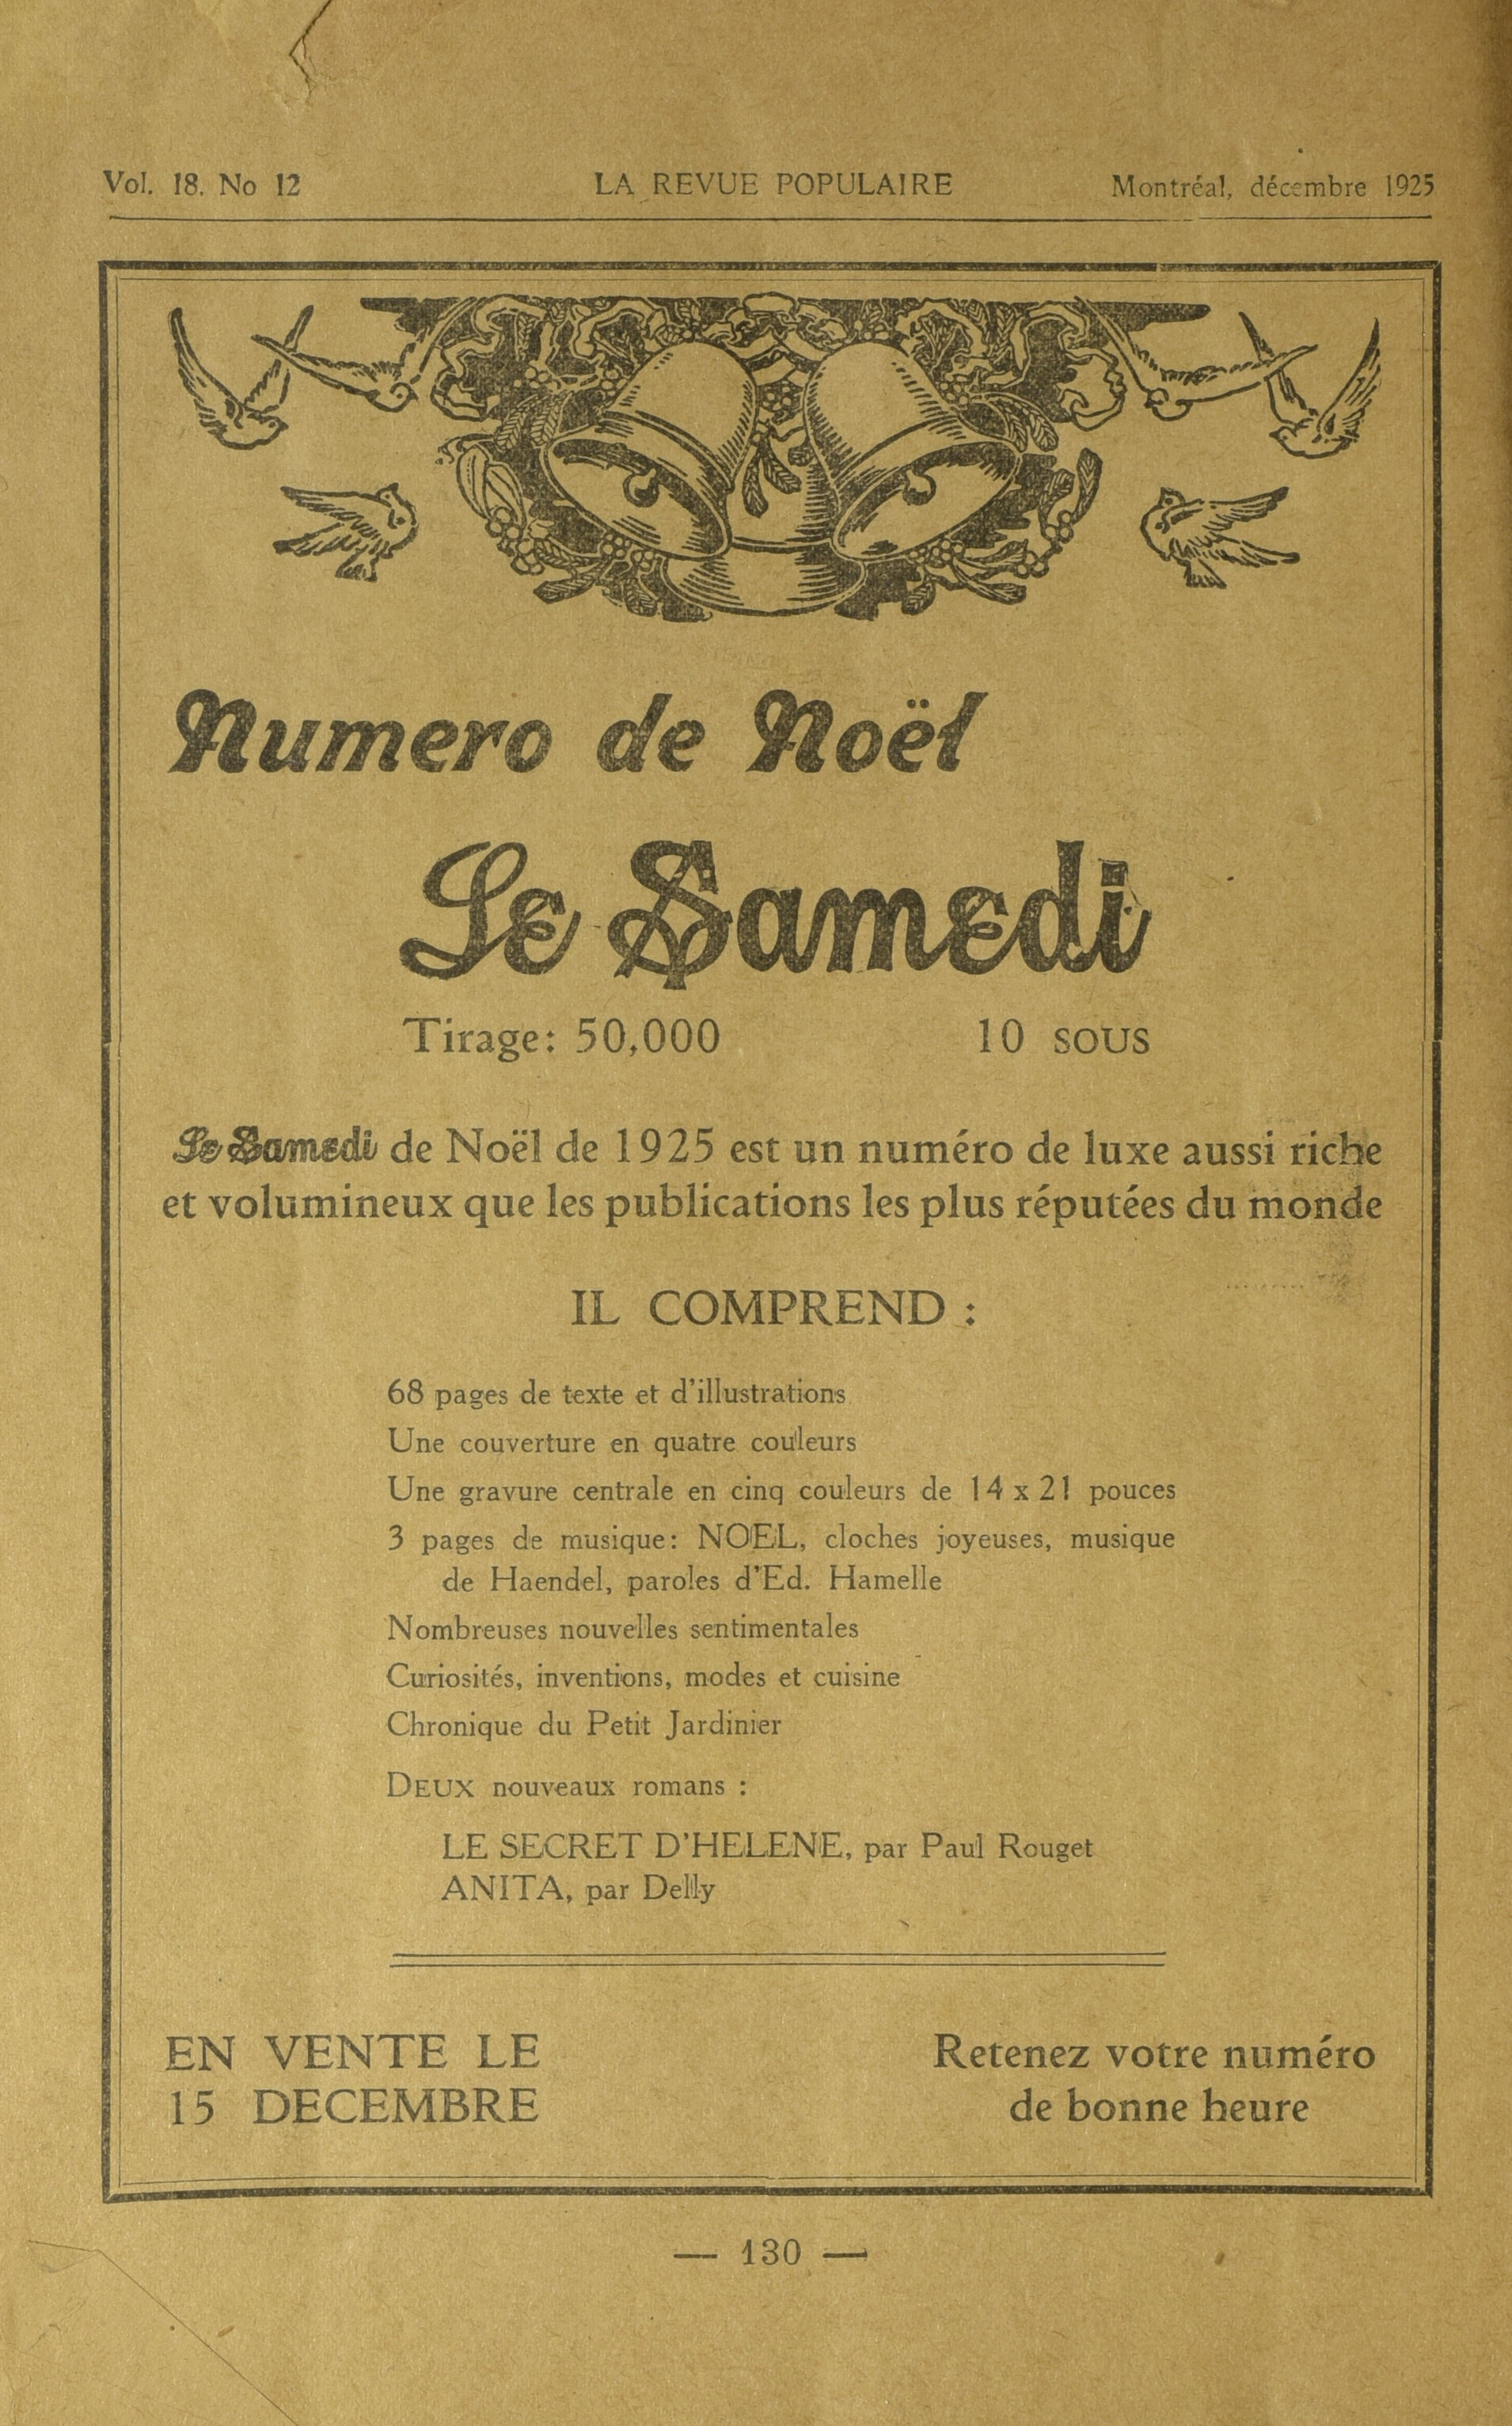 Vol. 18. No 12 LA REVUE POPULAIRE Montréal, décembre 1925
Numero de Noël
Le Samedi
Tirage: 50,000 10 SOUS
Le Samedi de Noël de 1925 est un numéro de luxe aussi riche
et volumineux que les publications les plus réputées du monde
IL COMPREND :
68 pages de texte et d'illustrations
Une couverture en quatre couleurs
Une gravure centrale en cinq couleurs de 14 x 21 pouces
3 pages de musique: NOEL, cloches joyeuses, musique
de Haendel, paroles d'Ed. Hamelle
Nombreuses nouvelles sentimentales
Curiosités, inventions, modes et cuisine
Chronique du Petit Jardinier
DEUX nouveaux romans :
LE SECRET D'HELENE, par Paul Rouget
ANITA, par Delly
EN VENTE LE
15 DECEMBRE
Retenez votre numéro
de bonne heure
— 130 —